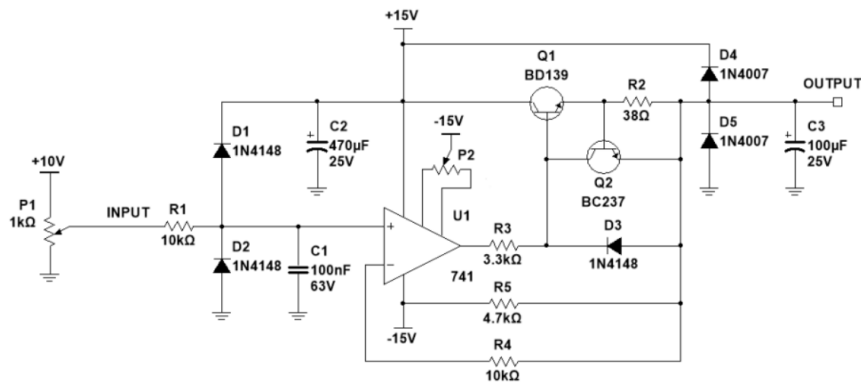 +15V
Q1
BD139
D4
1N4007
R2
38Ω
OUTPUT
D1
1N4148
+
C2
470µF
25V
-15V
P2
D5
1N4007
+
C3
100µF
25V
Q2
BC237
+10V
P1
1kΩ
INPUT
R1
10kΩ
U1
+
−
741
R3
3.3kΩ
D3
1N4148
D2
1N4148
C1
100nF
63V
-15V
R5
4.7kΩ
R4
10kΩ